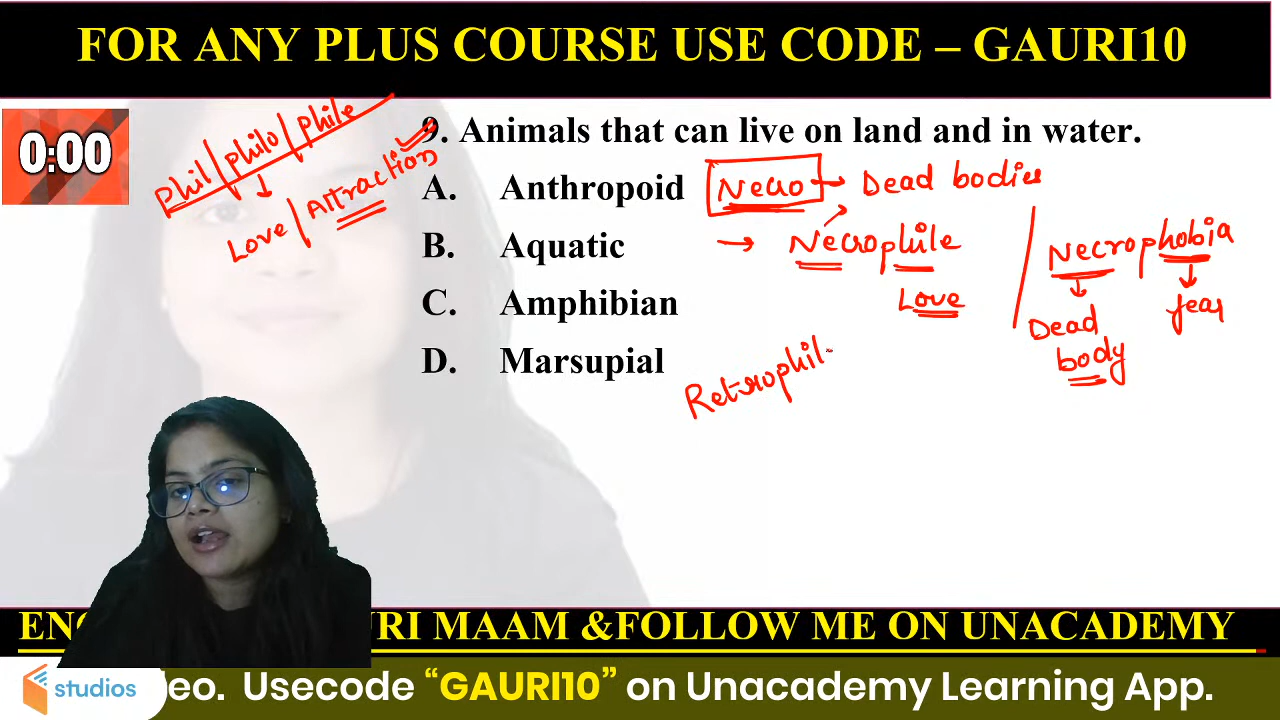 FOR ANY PLUS COURSE USE CODE – GAURI10
0:00
phil/philo/phile
Love/Attraction
9. Animals that can live on land and in water.
A. Anthropoid
Necro → Dead bodies
B. Aquatic
→ Necrophile
Love
Necrophobia
Dead body
fear
C. Amphibian
D. Marsupial
Retrophil
RI MAAM &FOLLOW ME ON UNACADEMY
studios
deo. Usecode “GAURI10” on Unacademy Learning App.